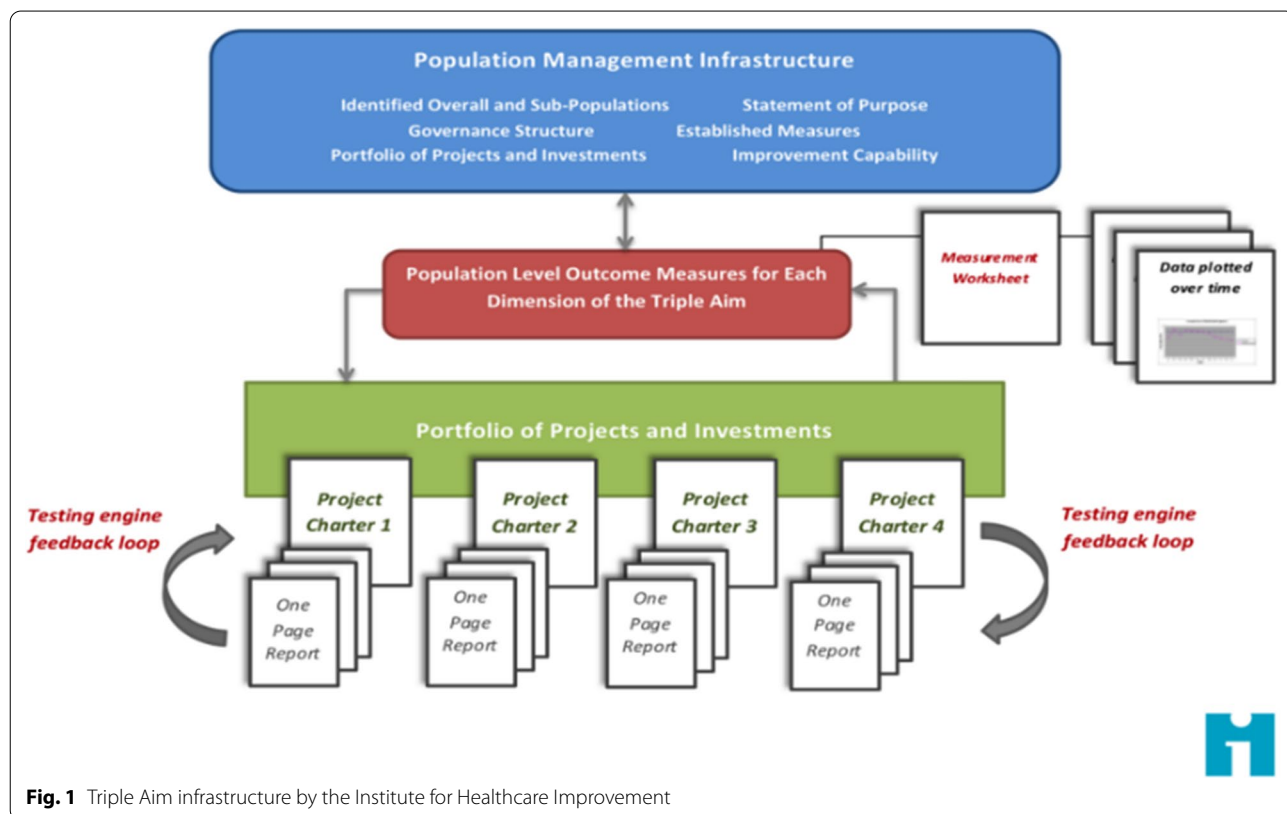 Population Management Infrastructure
Identified Overall and Sub-Populations Statement of Purpose
Governance Structure Established Measures
Portfolio of Projects and Investments Improvement Capability
Population Level Outcome Measures for Each
Dimension of the Triple Aim
Measurement
Worksheet
Data plotted
over time
Portfolio of Projects and Investments
Testing engine
feedback loop
Project
Charter 1
Project
Charter 2
Project
Charter 3
Project
Charter 4
Testing engine
feedback loop
One
Page
Report
One
Page
Report
One
Page
Report
One
Page
Report
Fig. 1 Triple Aim infrastructure by the Institute for Healthcare Improvement